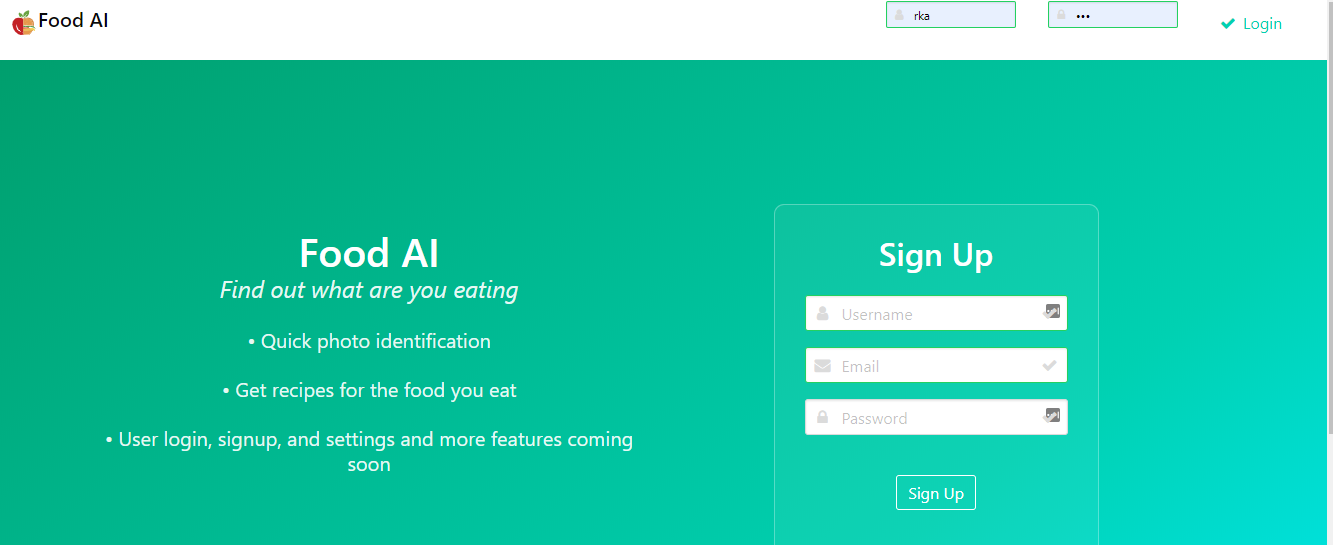 Food AI
rka
•••
Login
Food AI
Find out what are you eating
• Quick photo identification
• Get recipes for the food you eat
• User login, signup, and settings and more features coming
soon
Sign Up
Username
Email
Password
Sign Up